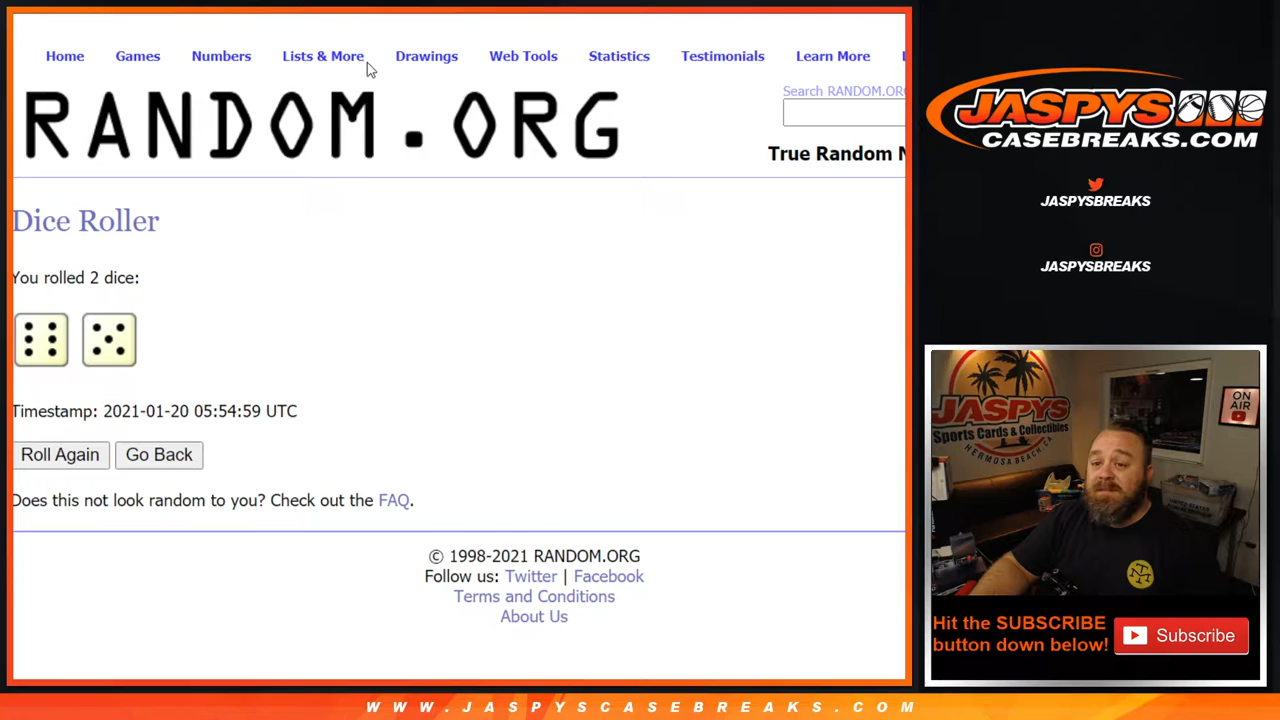 Home Games Numbers Lists & More Drawings Web Tools Statistics Testimonials Learn More
RANDOM.ORG
Search RANDOM.ORG
True Random N
Dice Roller
You rolled 2 dice:
Timestamp: 2021-01-20 05:54:59 UTC
Roll Again Go Back
Does this not look random to you? Check out the FAQ.
© 1998-2021 RANDOM.ORG
Follow us: Twitter | Facebook
Terms and Conditions
About Us
JASPYS
CASEBREAKS.COM
JASPYSBREAKS
JASPYSBREAKS
JASPYS
Sports Cards & Collectibles
HERMOSA BEACH, CA
ON
AIR
Hit the SUBSCRIBE
button down below!
Subscribe
WWW.JASPYSCASEBREAKS.COM